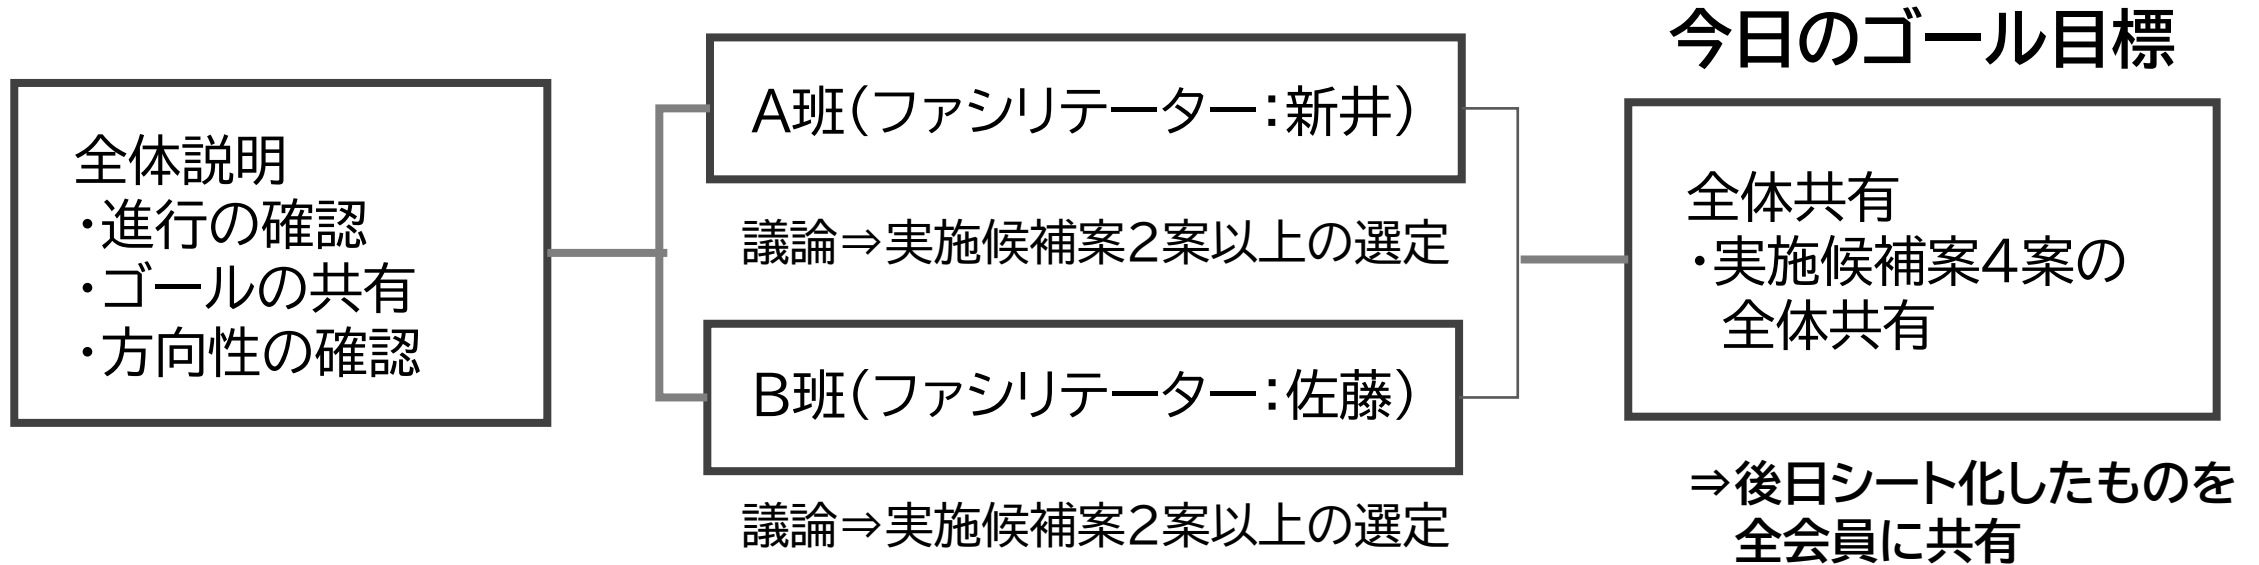 全体説明
・進行の確認
・ゴールの共有
・方向性の確認
A班（ファシリテーター：新井）
議論⇒実施候補案２案以上の選定
B班（ファシリテーター：佐藤）
議論⇒実施候補案２案以上の選定
今日のゴール目標
全体共有
・実施候補案４案の
全体共有
⇒後日シート化したものを
全会員に共有